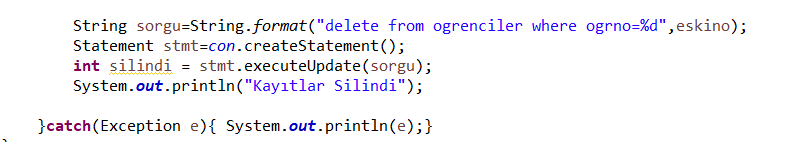 String sorgu=String.format("delete from ogrenciler where ogrno=%d",eskino);
Statement stmt=con.createStatement();
int silindi = stmt.executeUpdate(sorgu);
System.out.println("Kayıtlar Silindi");
}catch(Exception e){ System.out.println(e);}